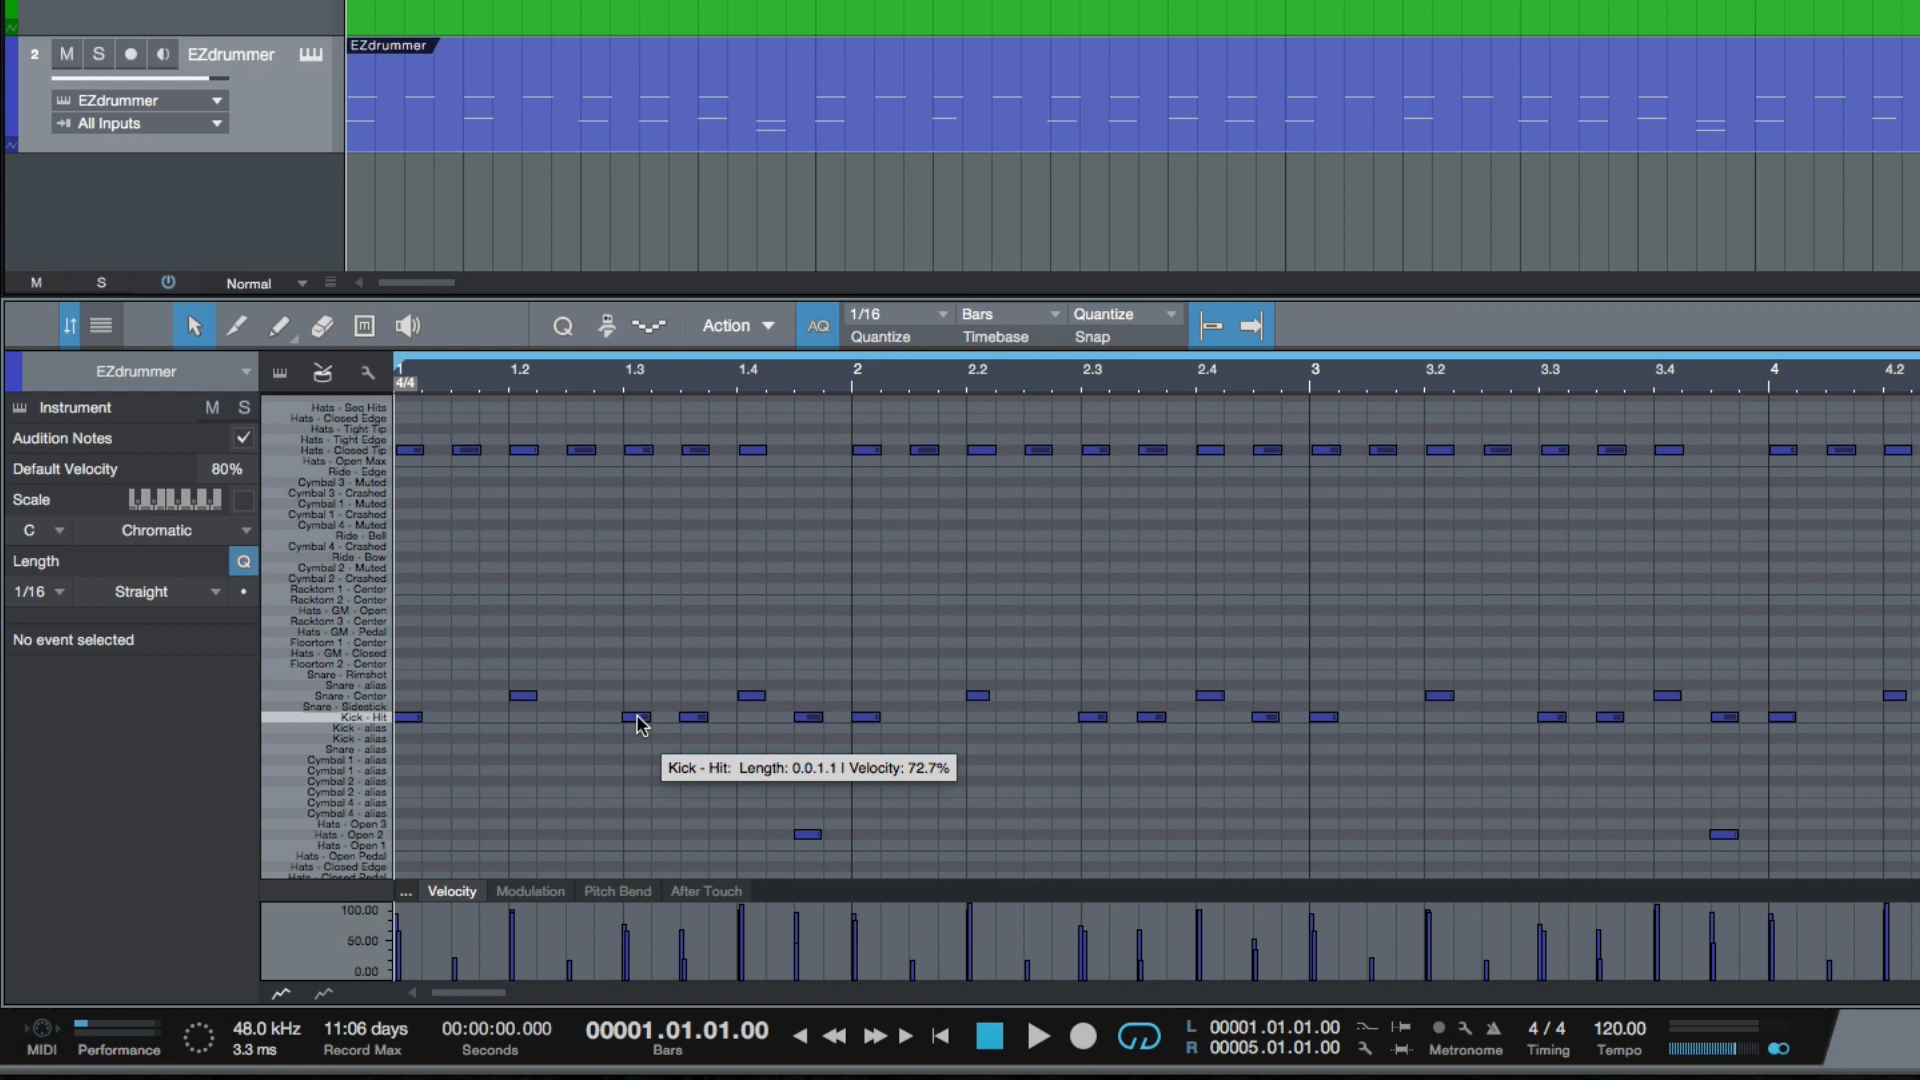 EZdrummer
2 M S EZdrummer
EZdrummer
All Inputs
M S Normal
Action AQ 1/16 Bars Quantize
Quantize Timebase Snap
EZdrummer
1 1.2 1.3 1.4 2 2.2 2.3 2.4 3 3.2 3.3 3.4 4 4.2
4/4
Instrument M S
Audition Notes
Default Velocity 80%
Scale
C Chromatic
Length Q
1/16 Straight
No event selected
Hats - Seq Hits
Hats - Closed Edge
Hats - Tight Tip
Hats - Tight Edge
Hats - Closed Tip
Hats - Open Max
Ride - Edge
Cymbal 3 - Muted
Cymbal 3 - Crashed
Cymbal 1 - Muted
Cymbal 1 - Crashed
Cymbal 4 - Muted
Ride - Bell
Cymbal 4 - Crashed
Ride - Bow
Cymbal 2 - Muted
Cymbal 2 - Crashed
Racktom 1 - Center
Racktom 2 - Center
Hats - GM - Open
Racktom 3 - Center
Hats - GM - Pedal
Floortom 1 - Center
Hats - GM - Closed
Floortom 2 - Center
Snare - Rimshot
Snare - alias
Snare - Center
Snare - Sidestick
Kick - Hit
Kick - alias
Kick - alias
Snare - alias
Cymbal 1 - alias
Cymbal 1 - alias
Cymbal 2 - alias
Cymbal 2 - alias
Cymbal 4 - alias
Cymbal 4 - alias
Hats - Open 3
Hats - Open 2
Hats - Open 1
Hats - Open Pedal
Hats - Closed Edge
Hats - Closed Pedal
Kick - Hit: Length: 0.0.1.1 | Velocity: 72.7%
... Velocity Modulation Pitch Bend After Touch
100.00
50.00
0.00
48.0 kHz 11:06 days 00:00:00.000 00001.01.01.00 L 00001.01.01.00 4 / 4 120.00
MIDI Performance 3.3 ms Record Max Seconds Bars R 00005.01.01.00 Metronome Timing Tempo